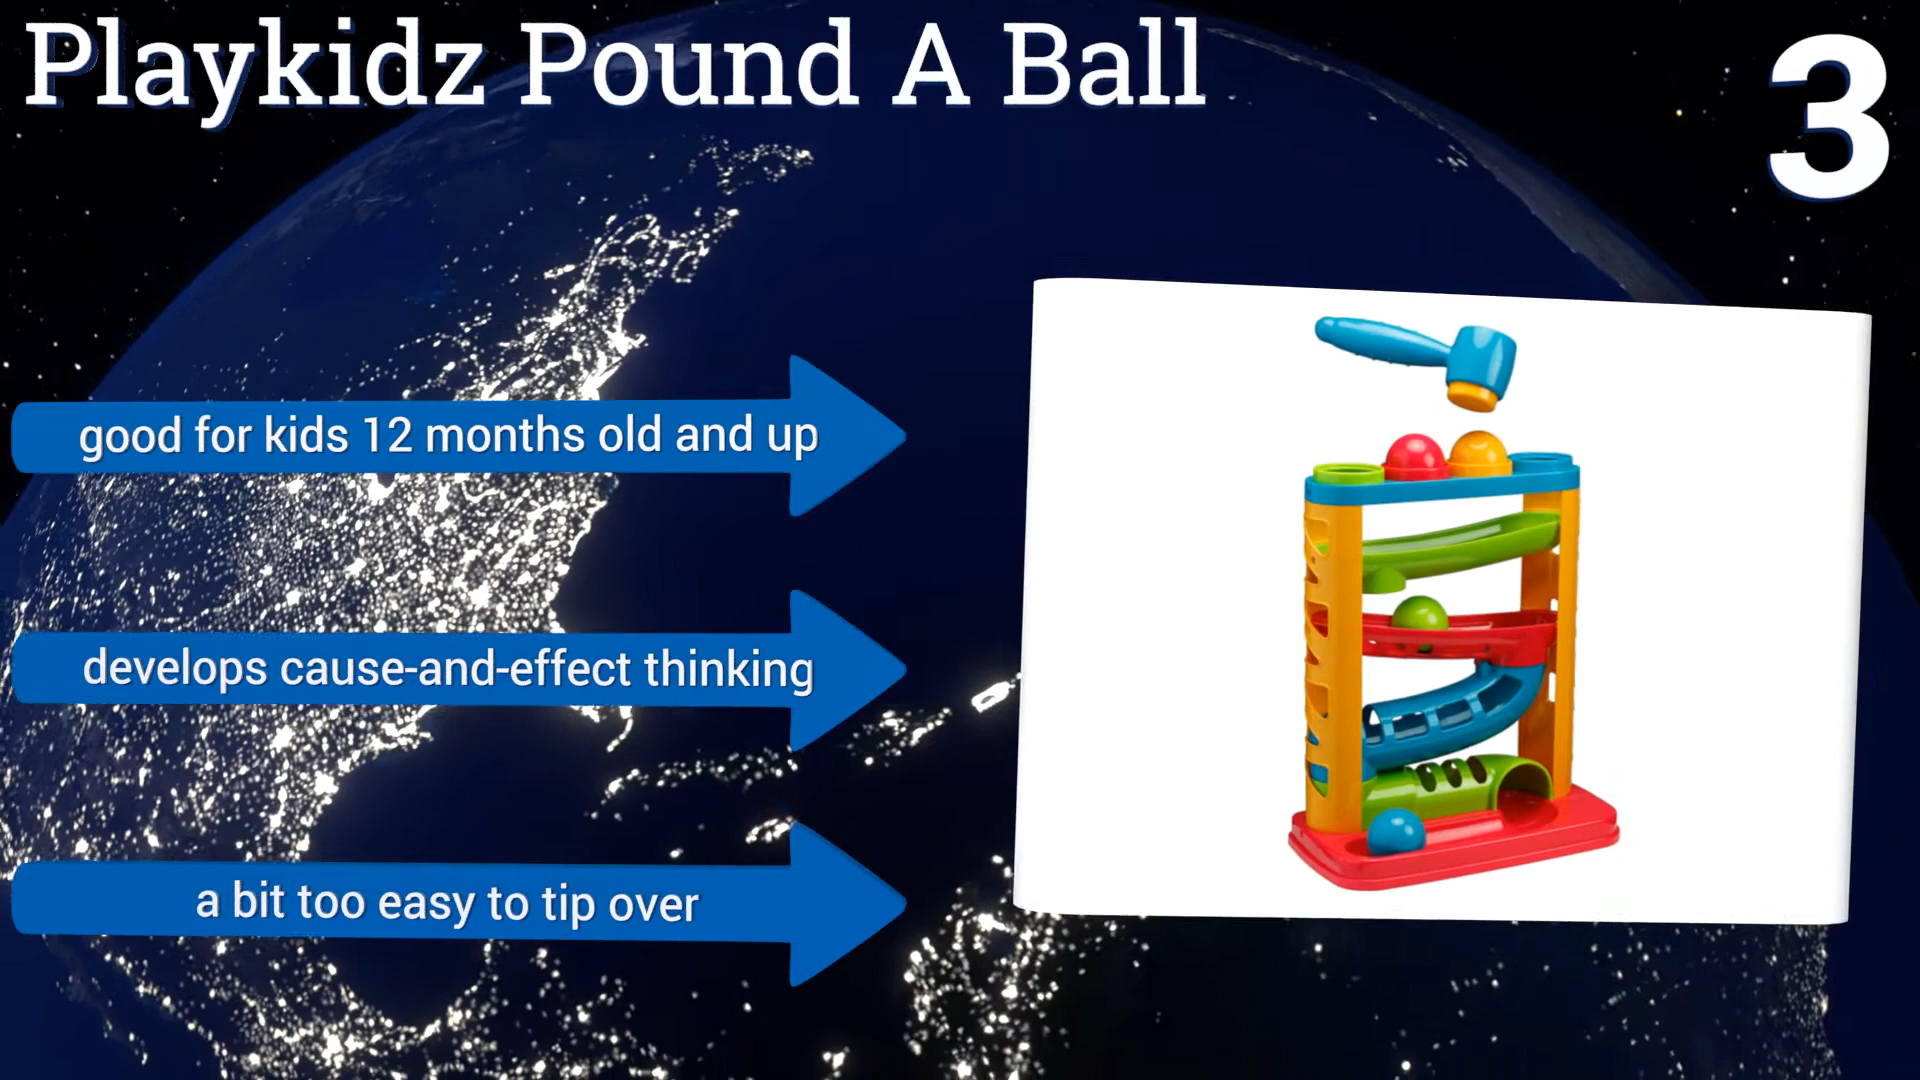 Playkidz Pound A Ball
3
good for kids 12 months old and up
develops cause-and-effect thinking
a bit too easy to tip over